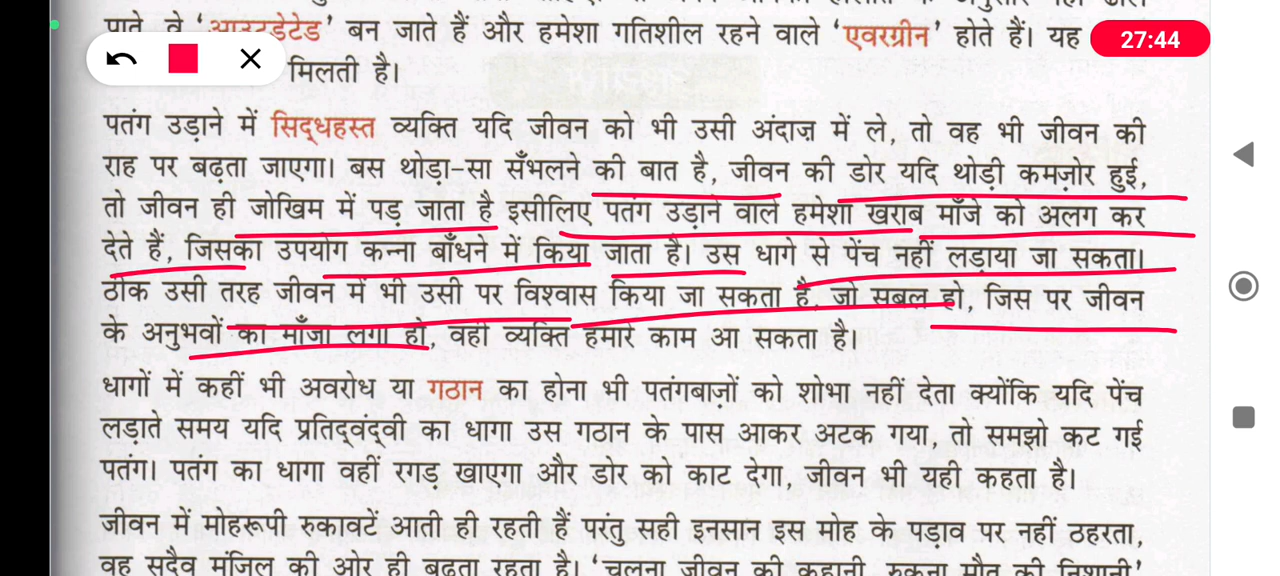 पाते, वे ‘आउटडेटेड’ बन जाते हैं और हमेशा गतिशील रहने वाले ‘एवरग्रीन’ होते हैं। यह
27:44
मिलती है।
पतंग उड़ाने में सिद्धहस्त व्यक्ति यदि जीवन को भी उसी अंदाज़ में ले, तो वह भी जीवन की
राह पर बढ़ता जाएगा। बस थोड़ा-सा सँभलने की बात है, जीवन की डोर यदि थोड़ी कमज़ोर हुई,
तो जीवन ही जोखिम में पड़ जाता है इसीलिए पतंग उड़ाने वाले हमेशा खराब माँजे को अलग कर
देते हैं, जिसका उपयोग कन्ना बाँधने में किया जाता है। उस धागे से पेंच नहीं लड़ाया जा सकता।
ठीक उसी तरह जीवन में भी उसी पर विश्वास किया जा सकता है, जो सबल हो, जिस पर जीवन
के अनुभवों का माँजा लगा हो, वही व्यक्ति हमारे काम आ सकता है।
धागों में कहीं भी अवरोध या गठान का होना भी पतंगबाज़ों को शोभा नहीं देता क्योंकि यदि पेंच
लड़ाते समय यदि प्रतिद्वंद्वी का धागा उस गठान के पास आकर अटक गया, तो समझो कट गई
पतंग। पतंग का धागा वहीं रगड़ खाएगा और डोर को काट देगा, जीवन भी यही कहता है।
जीवन में मोहरूपी रुकावटें आती ही रहती हैं परंतु सही इनसान इस मोह के पड़ाव पर नहीं ठहरता,
वह सदैव मंज़िल की ओर ही बढ़ता रहता है। ‘चलना जीवन की कहानी, रुकना मौत की निशानी’